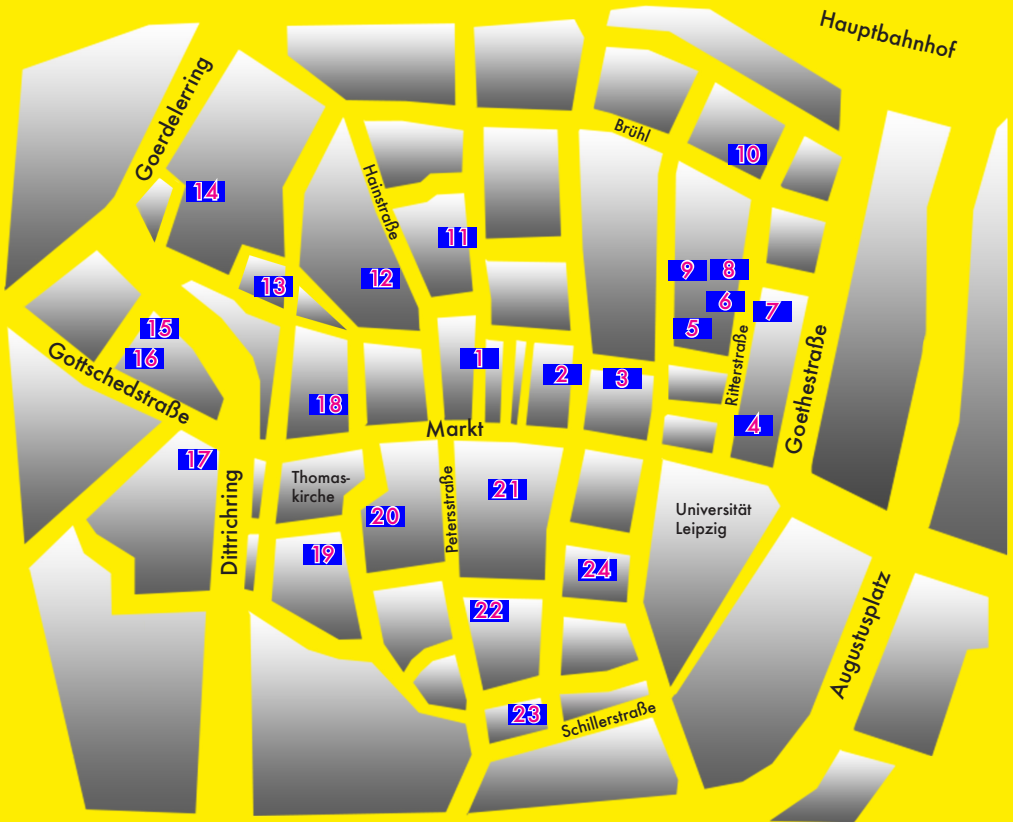 Hauptbahnhof
Goerdelerring
Brühl
10
Hainstraße
14
11
9
8
12
13
6
7
15
5
16
Gottschedstraße
1
2
3
Ritterstraße
Goethestraße
18
4
Markt
17
Thomas-
kirche
Petersstraße
21
Dittrichring
20
Universität
Leipzig
19
24
22
Augustusplatz
23
Schillerstraße